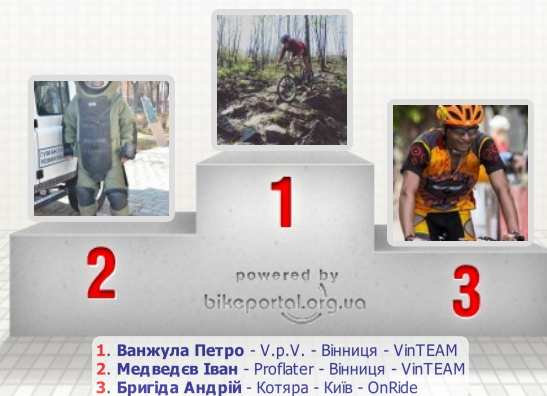 1
2
3
powered by
bikeportal.org.ua
1. Ванжула Петро - V.p.V. - Вінниця - VinTEAM
2. Медведєв Іван - Proflater - Вінниця - VinTEAM
3. Бригіда Андрій - Котяра - Київ - OnRide